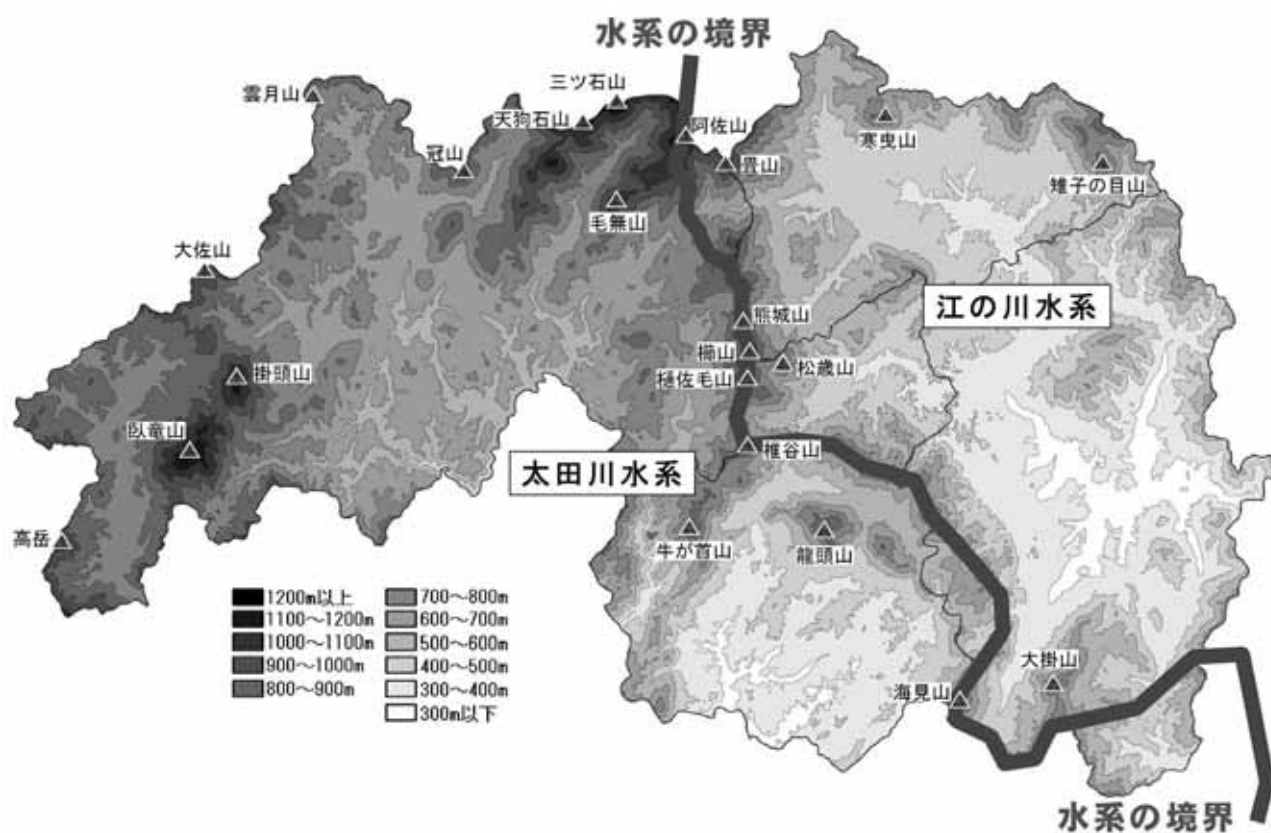 水系の境界
三ツ石山
雲月山
天狗石山
阿佐山
寒曳山
冠山
畳山
雉子の目山
毛無山
大佐山
江の川水系
熊城山
櫛山
松歳山
掛頭山
樋佐毛山
臥竜山
椎谷山
太田川水系
高岳
牛が首山
龍頭山
1200m以上
1100～1200m
1000～1100m
900～1000m
800～900m
700～800m
600～700m
500～600m
400～500m
300～400m
300m以下
大掛山
海見山
水系の境界